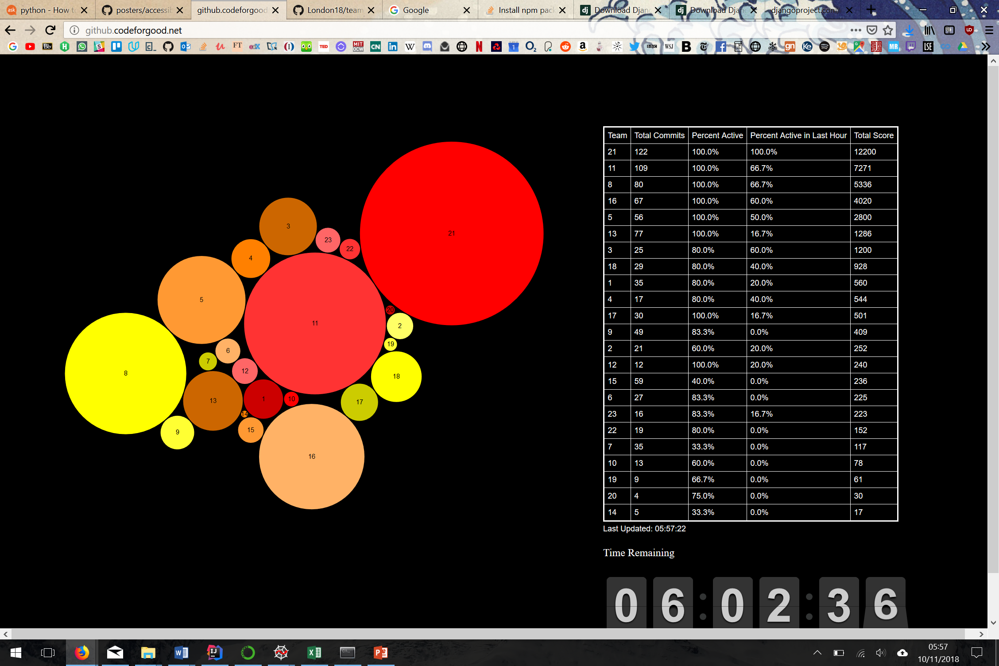 python - How to
posters/accessib
github.codeforgood
London18/team
Google
Install npm pack
Download Djang
Download Djan
djangoproject.com/
github.codeforgood.net
Team Total Commits Percent Active Percent Active in Last Hour Total Score
21 122 100.0% 100.0% 12200
11 109 100.0% 66.7% 7271
8 80 100.0% 66.7% 5336
16 67 100.0% 60.0% 4020
5 56 100.0% 50.0% 2800
13 77 100.0% 16.7% 1286
3 25 80.0% 60.0% 1200
18 29 80.0% 40.0% 928
1 35 80.0% 20.0% 560
4 17 80.0% 40.0% 544
17 30 100.0% 16.7% 501
9 49 83.3% 0.0% 409
2 21 60.0% 20.0% 252
12 12 100.0% 20.0% 240
15 59 40.0% 0.0% 236
6 27 83.3% 0.0% 225
23 16 83.3% 16.7% 223
22 19 80.0% 0.0% 152
7 35 33.3% 0.0% 117
10 13 60.0% 0.0% 78
19 9 66.7% 0.0% 61
20 4 75.0% 0.0% 30
14 5 33.3% 0.0% 17
Last Updated: 05:57:22
Time Remaining
06:02:36
3
21
23
22
4
5
11
20
2
19
6
7
12
8
18
13
1
10
17
14
15
9
16
05:57
10/11/2018